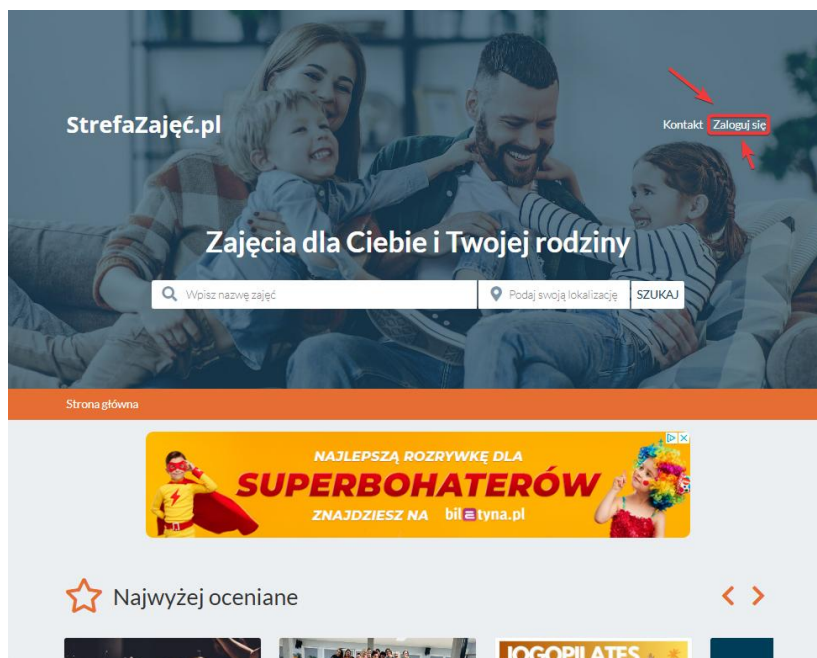 StrefaZajęć.pl
Kontakt Zaloguj się
Zajęcia dla Ciebie i Twojej rodziny
Wpisz nazwę zajęć Podaj swoją lokalizację SZUKAJ
Strona główna
NAJLEPSZĄ ROZRYWKĘ DLA
SUPERBOHATERÓW
ZNAJDZIESZ NA biletyna.pl
Najwyżej oceniane
JOGOPILATES